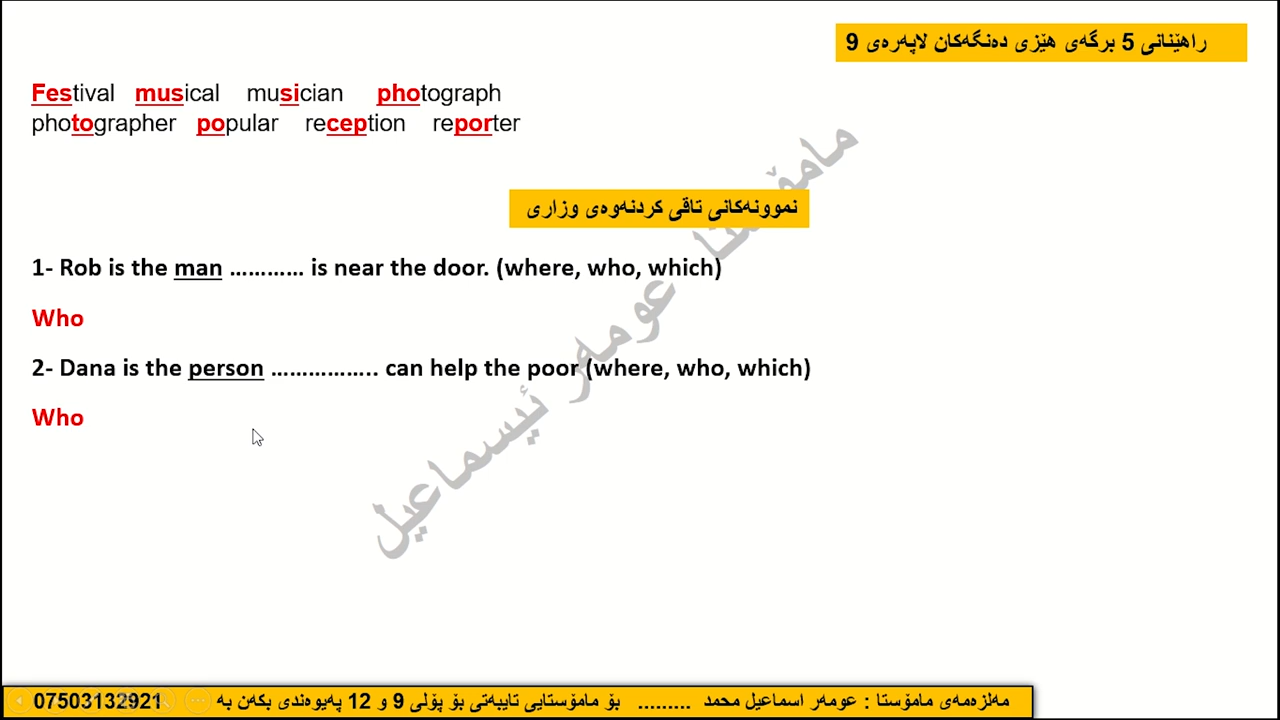 راهێنانی 5 برگەی هێزی دەنگەکان لاپەرەی 9
Festival musical musician photograph
photographer popular reception reporter
نموونەکانی تاقی کردنەوەی وزاری
1- Rob is the man ………… is near the door. (where, who, which)
Who
2- Dana is the person …………….. can help the poor (where, who, which)
Who
مامۆستا عومەر ئیسماعیل
مەلزەمەی مامۆستا : عومەر اسماعیل محمد ......... بۆ مامۆستایی تایبەتی بۆ پۆلی 9 و 12 پەیوەندی بکەن بە 07503132921